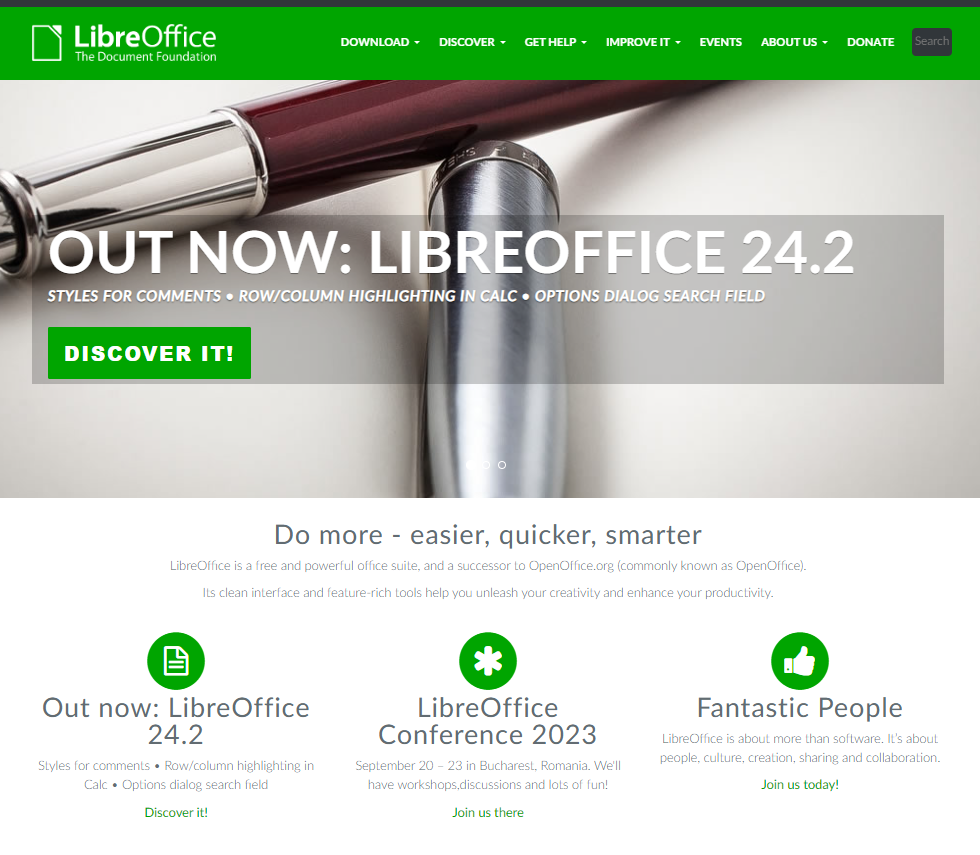 LibreOffice
The Document Foundation
DOWNLOAD
DISCOVER
GET HELP
IMPROVE IT
EVENTS
ABOUT US
DONATE
Search
OUT NOW: LIBREOFFICE 24.2
STYLES FOR COMMENTS • ROW/COLUMN HIGHLIGHTING IN CALC • OPTIONS DIALOG SEARCH FIELD
DISCOVER IT!
Do more - easier, quicker, smarter
LibreOffice is a free and powerful office suite, and a successor to OpenOffice.org (commonly known as OpenOffice).
Its clean interface and feature-rich tools help you unleash your creativity and enhance your productivity.
Out now: LibreOffice
24.2
Styles for comments • Row/column highlighting in
Calc • Options dialog search field
Discover it!
LibreOffice
Conference 2023
September 20 – 23 in Bucharest, Romania. We'll
have workshops,discussions and lots of fun!
Join us there
Fantastic People
LibreOffice is about more than software. It's about
people, culture, creation, sharing and collaboration.
Join us today!